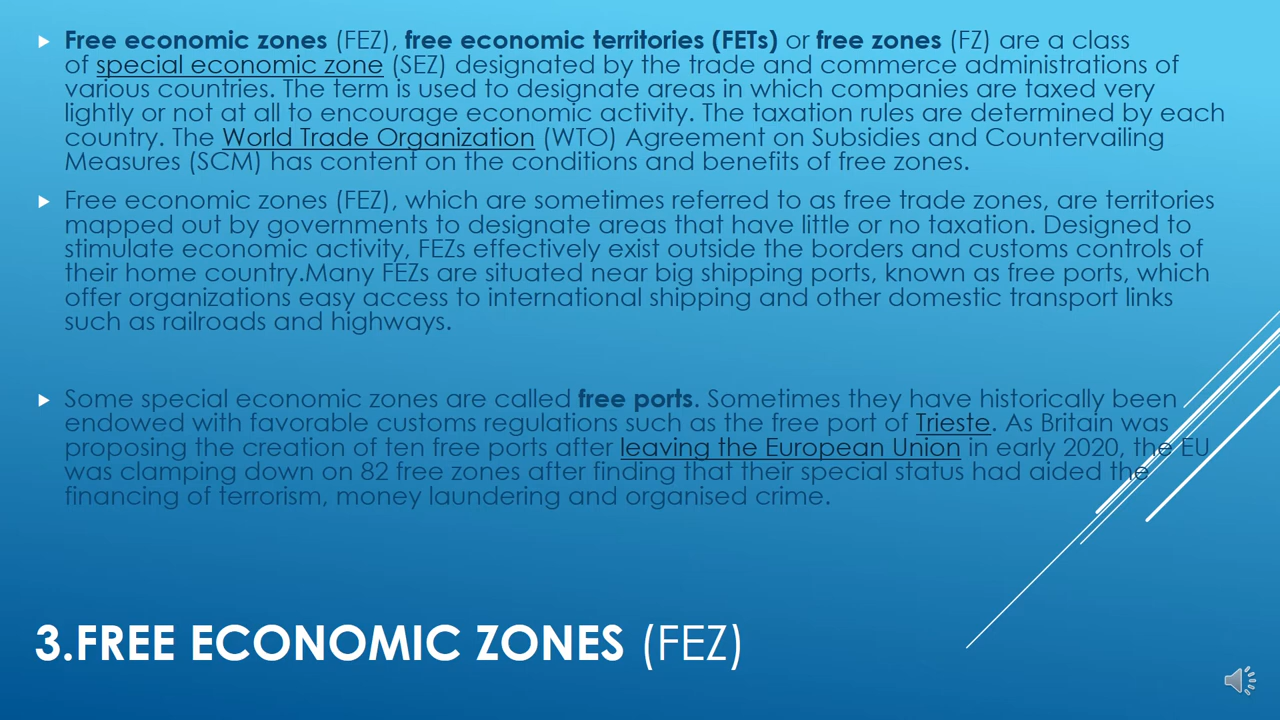 Free economic zones (FEZ), free economic territories (FETs) or free zones (FZ) are a class
of special economic zone (SEZ) designated by the trade and commerce administrations of
various countries. The term is used to designate areas in which companies are taxed very
lightly or not at all to encourage economic activity. The taxation rules are determined by each
country. The World Trade Organization (WTO) Agreement on Subsidies and Countervailing
Measures (SCM) has content on the conditions and benefits of free zones.
Free economic zones (FEZ), which are sometimes referred to as free trade zones, are territories
mapped out by governments to designate areas that have little or no taxation. Designed to
stimulate economic activity, FEZs effectively exist outside the borders and customs controls of
their home country.Many FEZs are situated near big shipping ports, known as free ports, which
offer organizations easy access to international shipping and other domestic transport links
such as railroads and highways.
Some special economic zones are called free ports. Sometimes they have historically been
endowed with favorable customs regulations such as the free port of Trieste. As Britain was
proposing the creation of ten free ports after leaving the European Union in early 2020, the EU
was clamping down on 82 free zones after finding that their special status had aided the
financing of terrorism, money laundering and organised crime.
3.FREE ECONOMIC ZONES (FEZ)